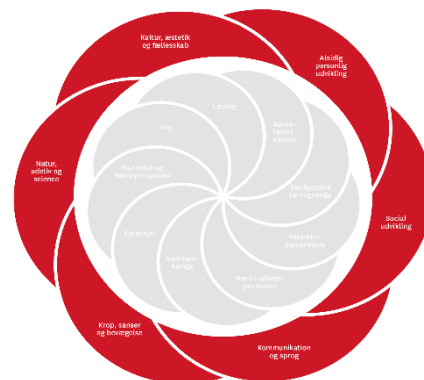 Kultur, æstetik
og fællesskab
Alsidig
personlig
udvikling
Social
udvikling
Kommunikation
og sprog
Krop, sanser
og bevægelse
Natur,
udeliv og
science
Læring
Børne-
fælles-
skaber
Pædagogisk
læringsmiljø
Forældre-
samarbejde
Børn i udsatte
positioner
Sammen-
hænge
Børnesyn
Dannelse og
børneperspektiv
Leg